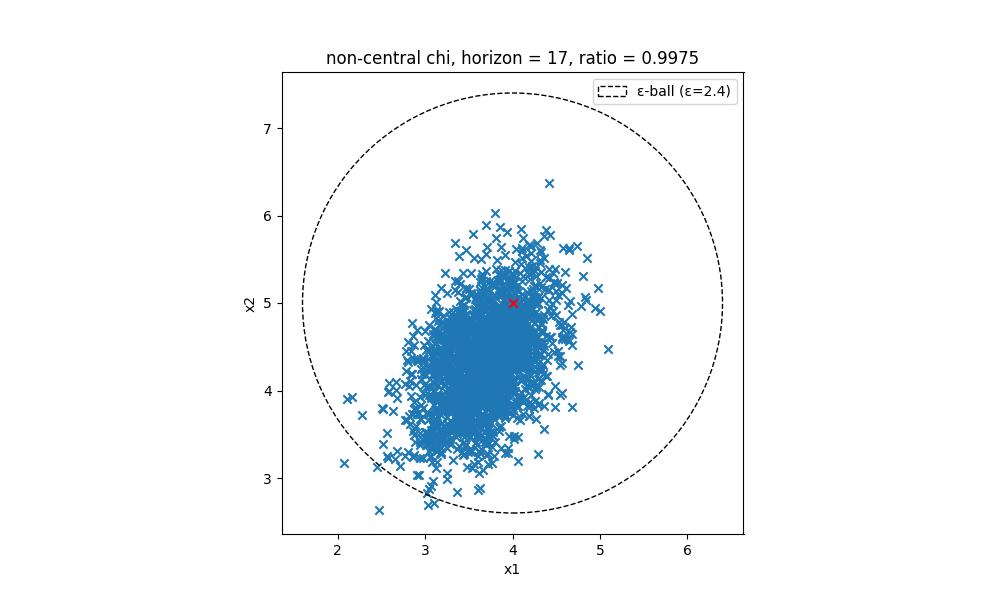 non-central chi, horizon = 17, ratio = 0.9975
ε-ball (ε=2.4)
7
6
5
4
3
x2
2 3 4 5 6
x1